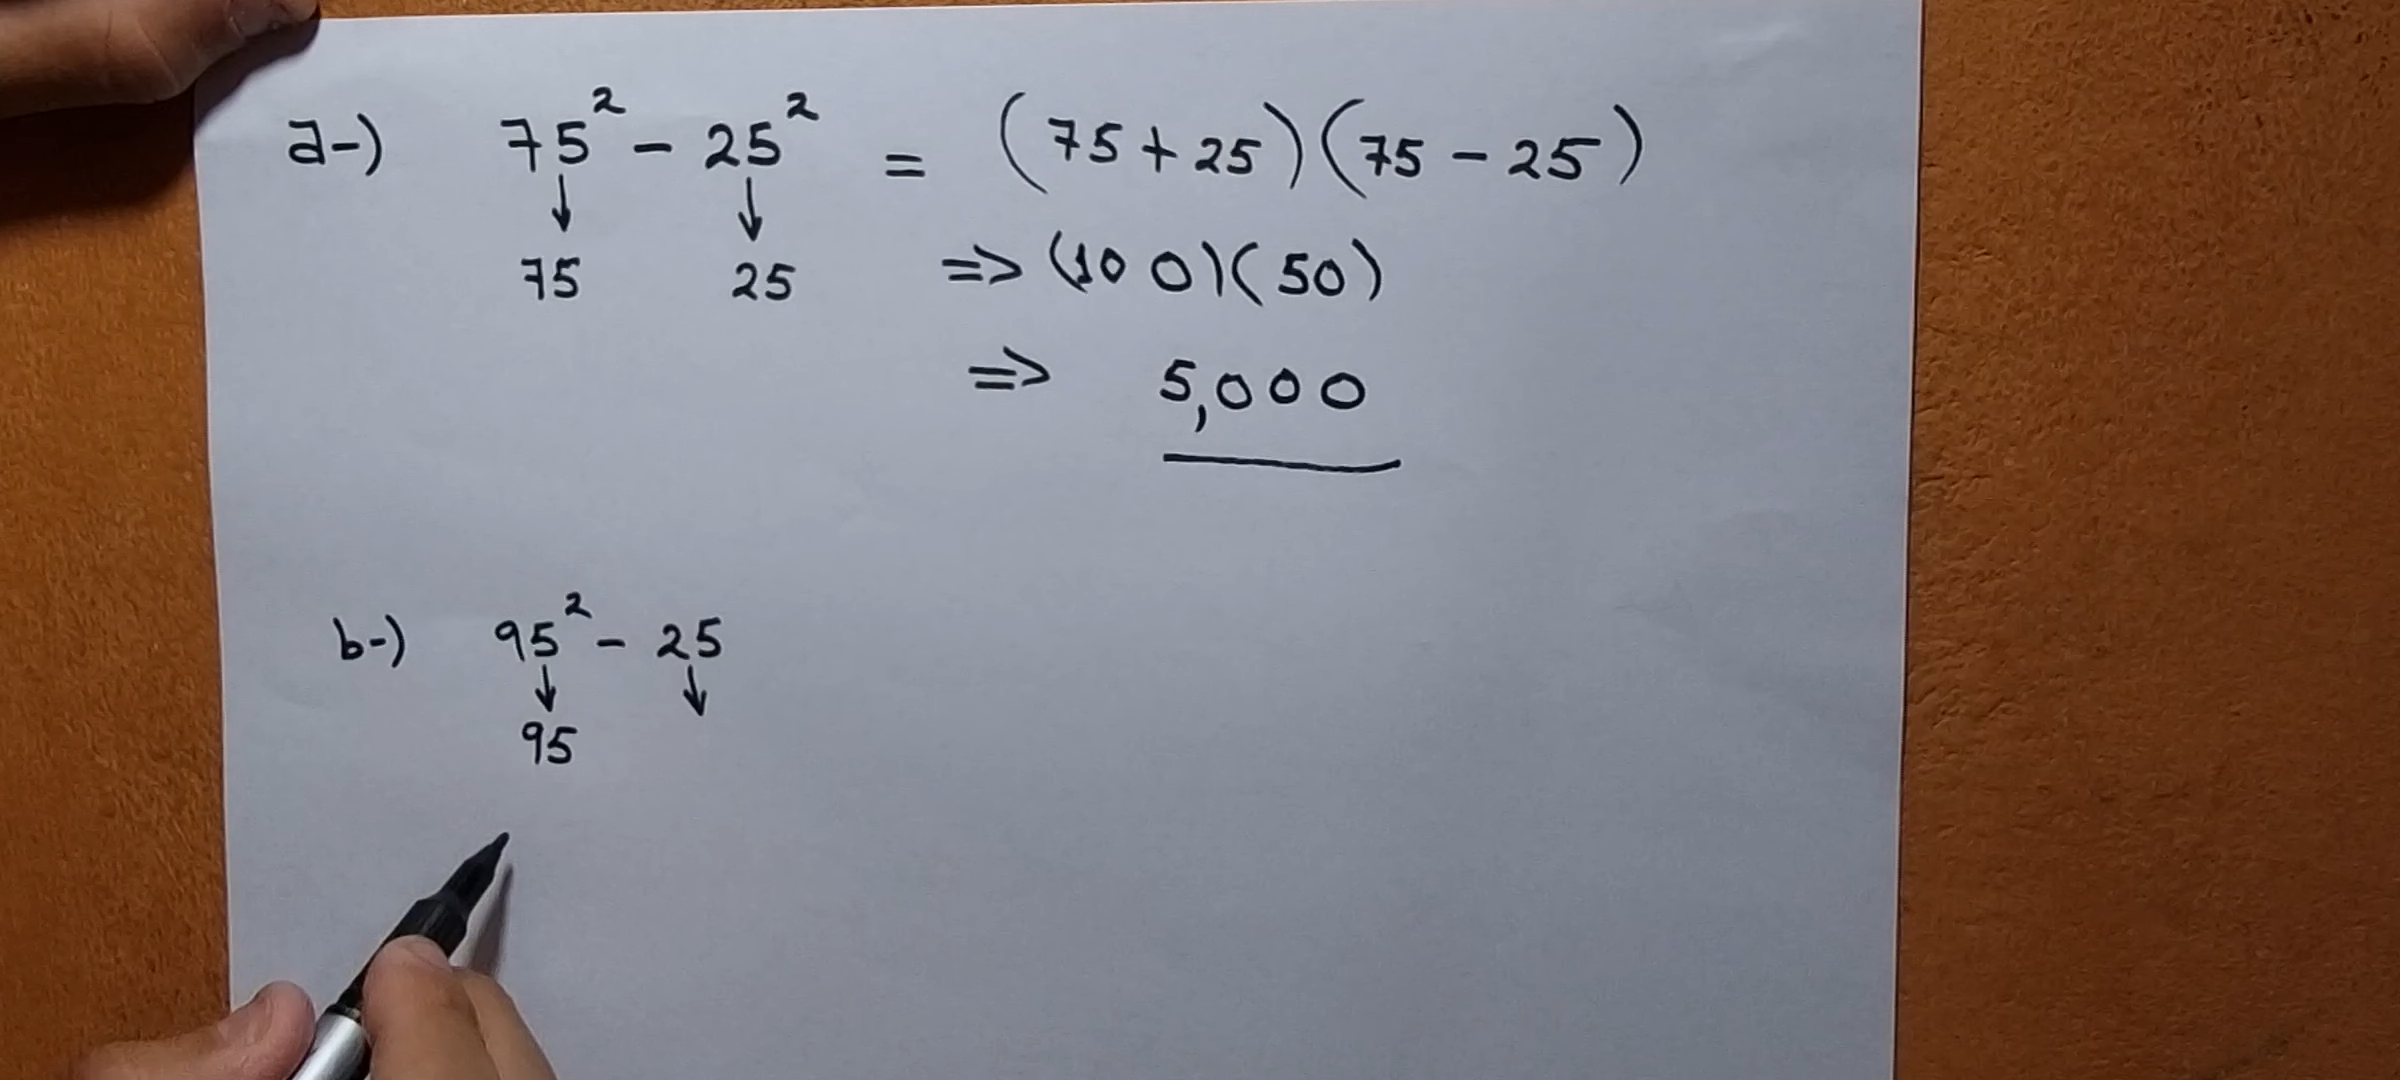 a-) 75² - 25² = (75 + 25)(75 - 25)
↓ ↓
75 25 => (100)(50)
=> 5,000
b-) 95² - 25
↓ ↓
95